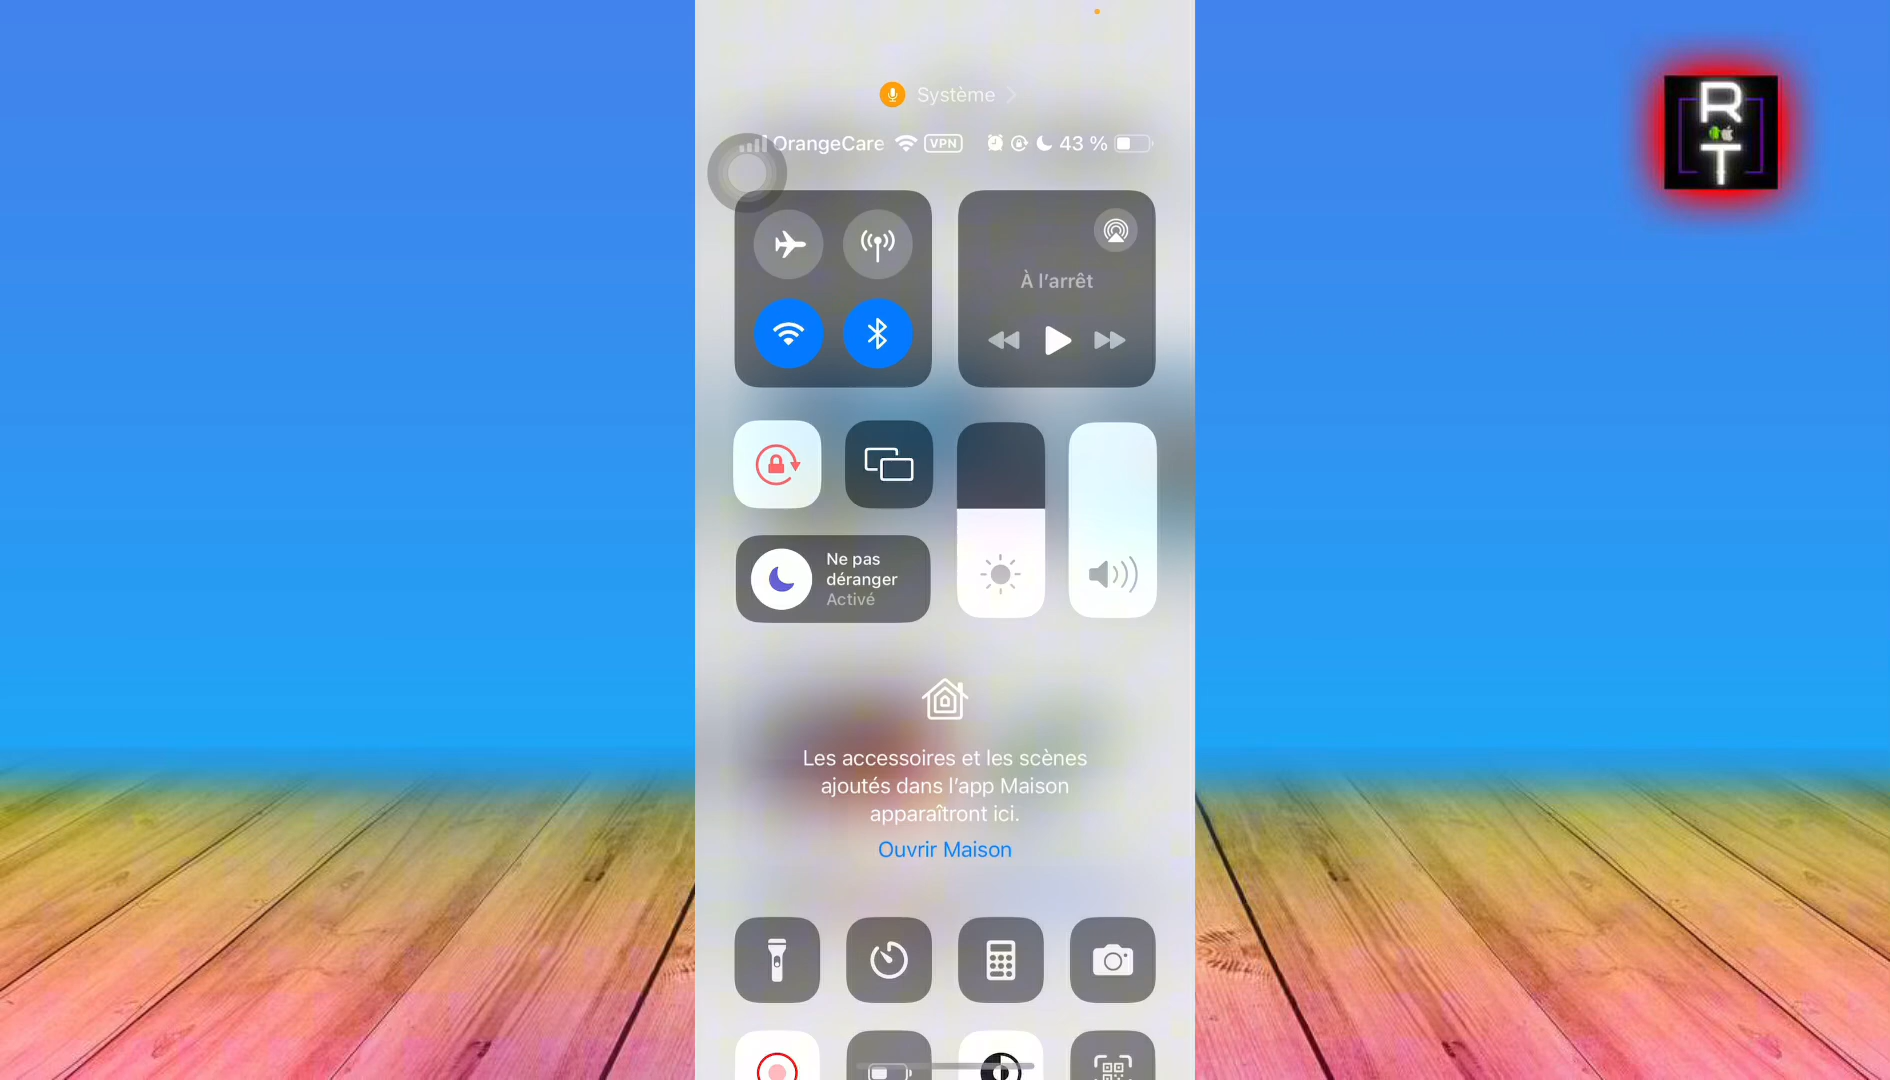 Système
OrangeCare VPN 43 %
À l’arrêt
Ne pas
déranger
Activé
Les accessoires et les scènes
ajoutés dans l’app Maison
apparaîtront ici.
Ouvrir Maison
R
T